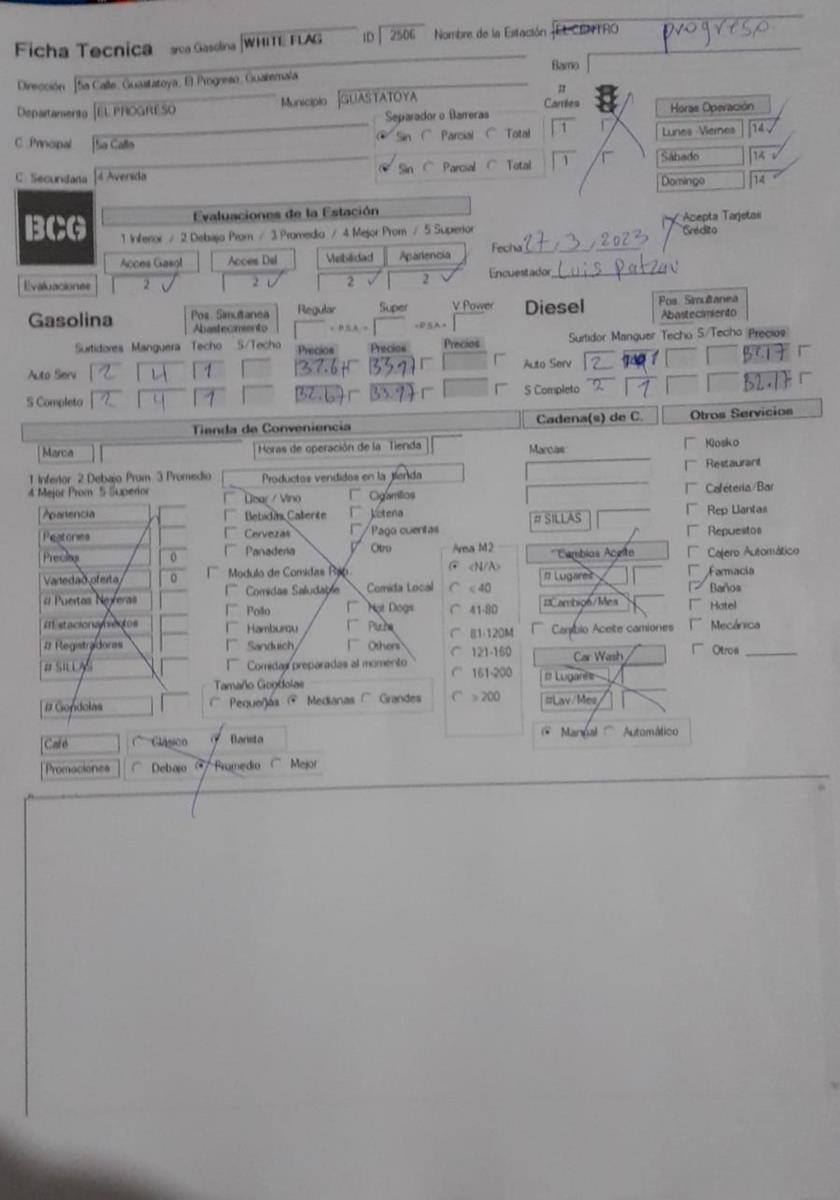 Ficha Tecnica arca Gasolina WHITE FLAG ID 2506 Nombre de la Estación EL CENTRO progreso
Dirección 5a Calle, Guastatoya, El Progreso, Guatemala Barrio
Departamento EL PROGRESO Municipio GUASTATOYA
Separador o Barreras # Carriles Horas Operación
C. Principal 5a Calle Sin Parcial Total 1 Lunes -Viernes 14
Sábado 14
C. Secundaria 4 Avenida Sin Parcial Total 1 Domingo 14
BCG
Evaluaciones de la Estación
1 Inferior / 2 Debajo Prom / 3 Promedio / 4 Mejor Prom / 5 Superior
Acepta Tarjetas Crédito
Fecha 27, 3, 2023
Acces Gasol Acces Dsl Visibilidad Apariencia
Encuestador Luis Patzan
Evaluaciones 2 2 2 2
Gasolina Pos. Simultanea Abastecimiento Regular Super V Power
Diesel Pos. Simultanea Abastecimiento
< P.S.A.> <P.S.A.>
Surtidores Manguera Techo S/Techo Precios Precios Precios
Surtidor Manguer Techo S/Techo Precios
Auto Serv 2 4 1 32.67 33.97
Auto Serv 2 1 32.17
S Completo 2 4 1 32.67 33.97
S Completo 2 1 32.17
Tienda de Conveniencia Cadena(s) de C. Otros Servicios
Marca Horas de operación de la Tienda
Marcas:
1 Inferior 2 Debajo Prom 3 Promedio
4 Mejor Prom 5 Superior
Productos vendidos en la tienda
Apariencia
Peatones
Precios 0
Variedad oferta 0
# Puertas Neveras
#Estacionamientos
# Registradoras
# SILLAS
# Gondolas
Licor / Vino Cigarrillos
Bebidas Caliente Loteria
Cervezas Pago cuentas
Panaderia Otro
Modulo de Comidas Rap.
Comidas Saludable Comida Local
Pollo Hot Dogs
Hamburgu Pizza
Sandwich Others
Comidas preparadas al momento
Tamaño Gondolas
Pequeñas Medianas Grandes
Area M2
<N/A>
< 40
41-80
81-120M
121-160
161-200
> 200
# SILLAS
Cambios Aceite
# Lugares
#Cambios/Mes
Cambio Aceite camiones
Car Wash
# Lugares
#Lav/Mes
Manual Automático
Kiosko
Restaurant
Caféteria/Bar
Rep Llantas
Repuestos
Cajero Automático
Farmacia
Baños
Hotel
Mecánica
Otros
Café Clásico Barista
Promociones Debajo Promedio Mejor